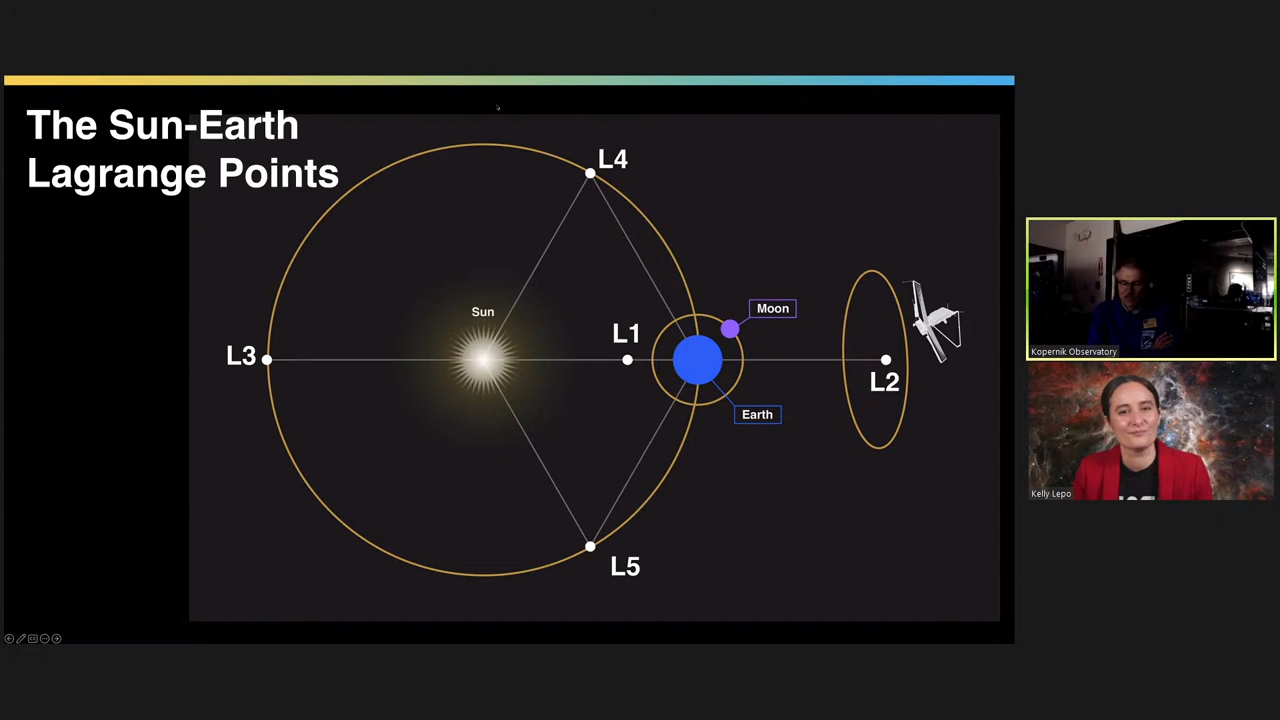 The Sun-Earth
Lagrange Points
L4
Sun
L1
Moon
L3
L2
Earth
L5
Kopernik Observatory
Kelly Lepo